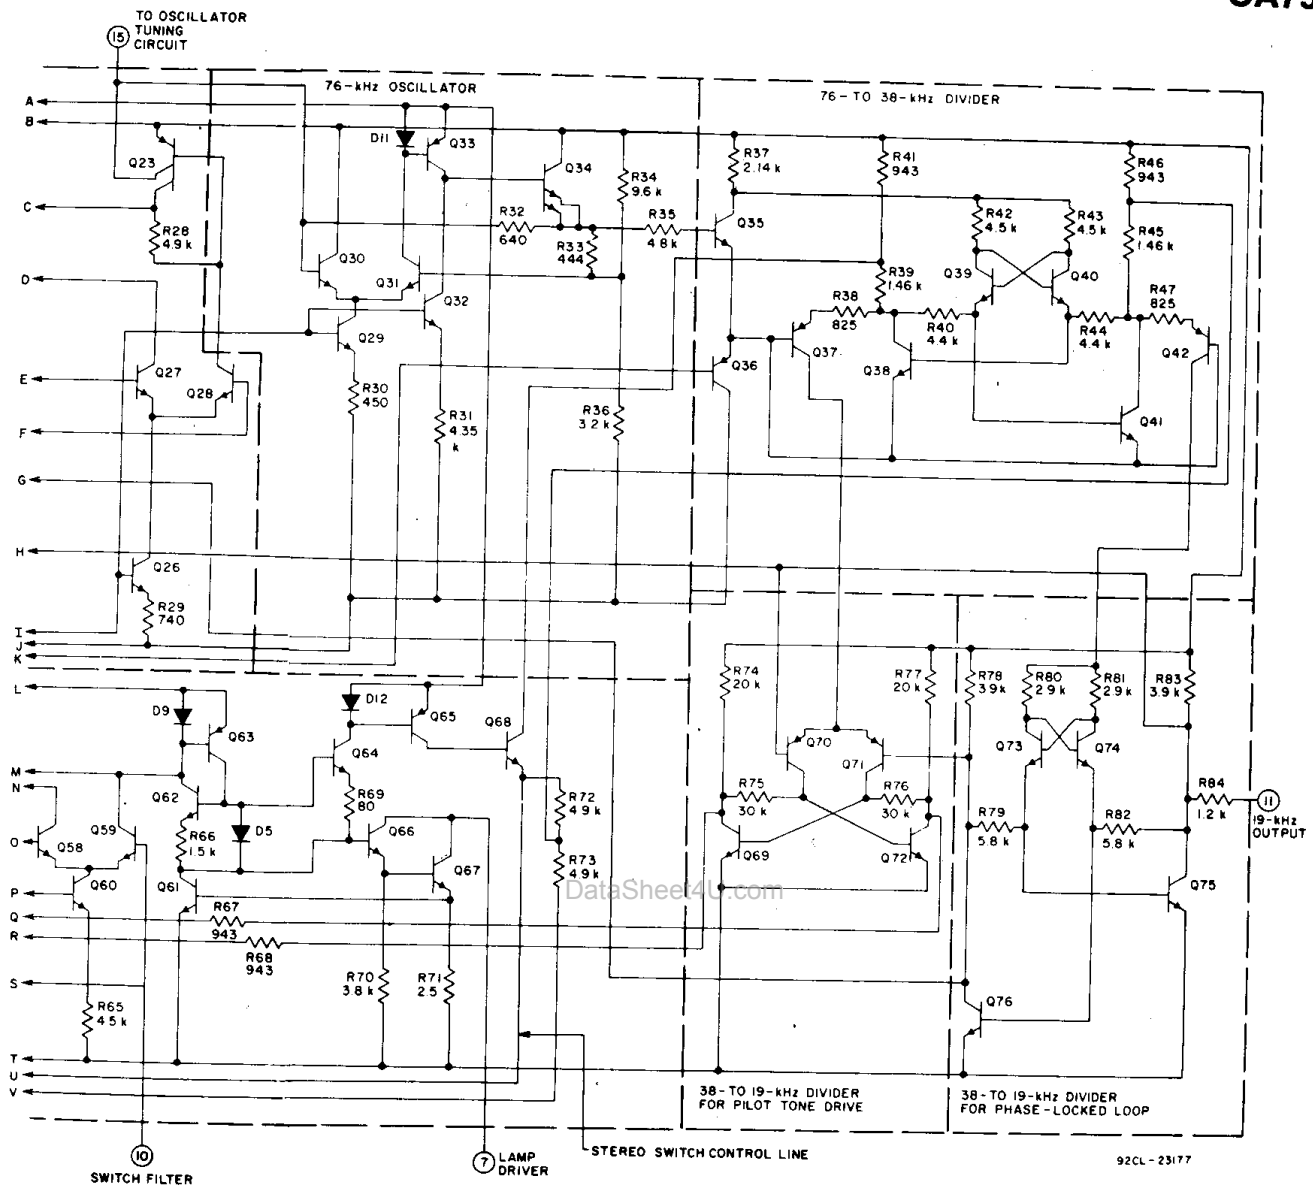 TO OSCILLATOR
TUNING
CIRCUIT
15
76-kHz OSCILLATOR
76-TO 38-kHz DIVIDER
A
B
D11
Q33
Q23
Q34
R34
9.6 k
R37
2.14 k
R41
943
R46
943
C
R28
4.9 k
R32
640
R33
444
R35
4.8 k
Q35
R42
4.5 k
R43
4.5 k
R45
1.46 k
D
Q30
Q31
Q32
R39
1.46 k
Q39
Q40
R38
825
R40
4.4 k
R44
4.4 k
R47
825
Q29
Q37
Q38
Q42
Q36
E
Q27
Q28
R30
450
R31
4.35
k
R36
3.2 k
Q41
F
G
H
Q26
R29
740
I
J
K
R74
20 k
R77
20 k
R78
3.9 k
R80
2.9 k
R81
2.9 k
R83
3.9 k
L
D9
Q63
D12
Q65
Q68
Q64
Q70
Q71
Q73
Q74
M
N
Q62
R69
80
R72
4.9 k
R75
30 k
R76
30 k
R84
1.2 k
11
19-kHz
OUTPUT
O
Q58
Q59
R66
1.5 k
D5
Q66
Q67
R73
4.9 k
Q69
Q72
R79
5.8 k
R82
5.8 k
Q75
P
Q60
Q61
DataSheet4U.com
Q
R67
943
R
R68
943
S
R65
4.5 k
R70
3.8 k
R71
2.5
Q76
T
U
V
38-TO 19-kHz DIVIDER
FOR PILOT TONE DRIVE
38-TO 19-kHz DIVIDER
FOR PHASE-LOCKED LOOP
10
SWITCH FILTER
7
LAMP
DRIVER
STEREO SWITCH CONTROL LINE
92CL-23177